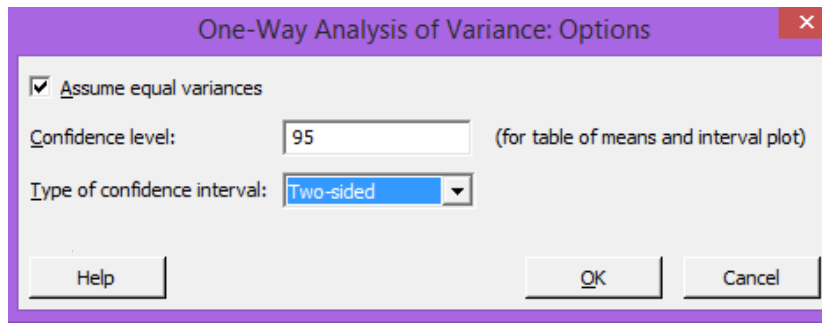 One-Way Analysis of Variance: Options
Assume equal variances
Confidence level: 95 (for table of means and interval plot)
Type of confidence interval: Two-sided
Help OK Cancel